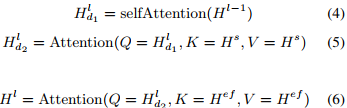 H^l_{d_1} = selfAttention(H^{l−1}) (4)
H^l_{d_2} = Attention(Q = H^l_{d_1}, K = H^s, V = H^s) (5)
H^l = Attention(Q = H^l_{d_2}, K = H^{ef}, V = H^{ef}) (6)